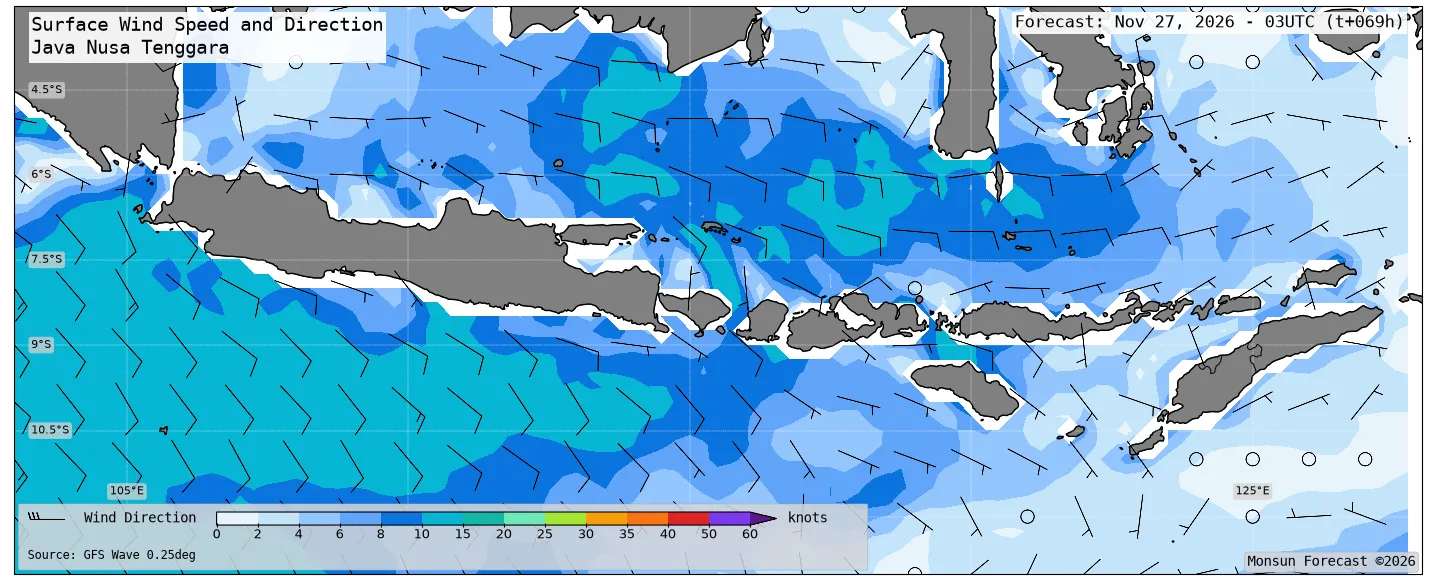 Surface Wind Speed and Direction
Java Nusa Tenggara
Forecast: Nov 27, 2026 - 03UTC (t+069h)
4.5°S
6°S
7.5°S
9°S
10.5°S
105°E
125°E
Wind Direction
0 2 4 6 8 10 15 20 25 30 35 40 50 60
knots
Source: GFS Wave 0.25deg
Monsun Forecast ©2026